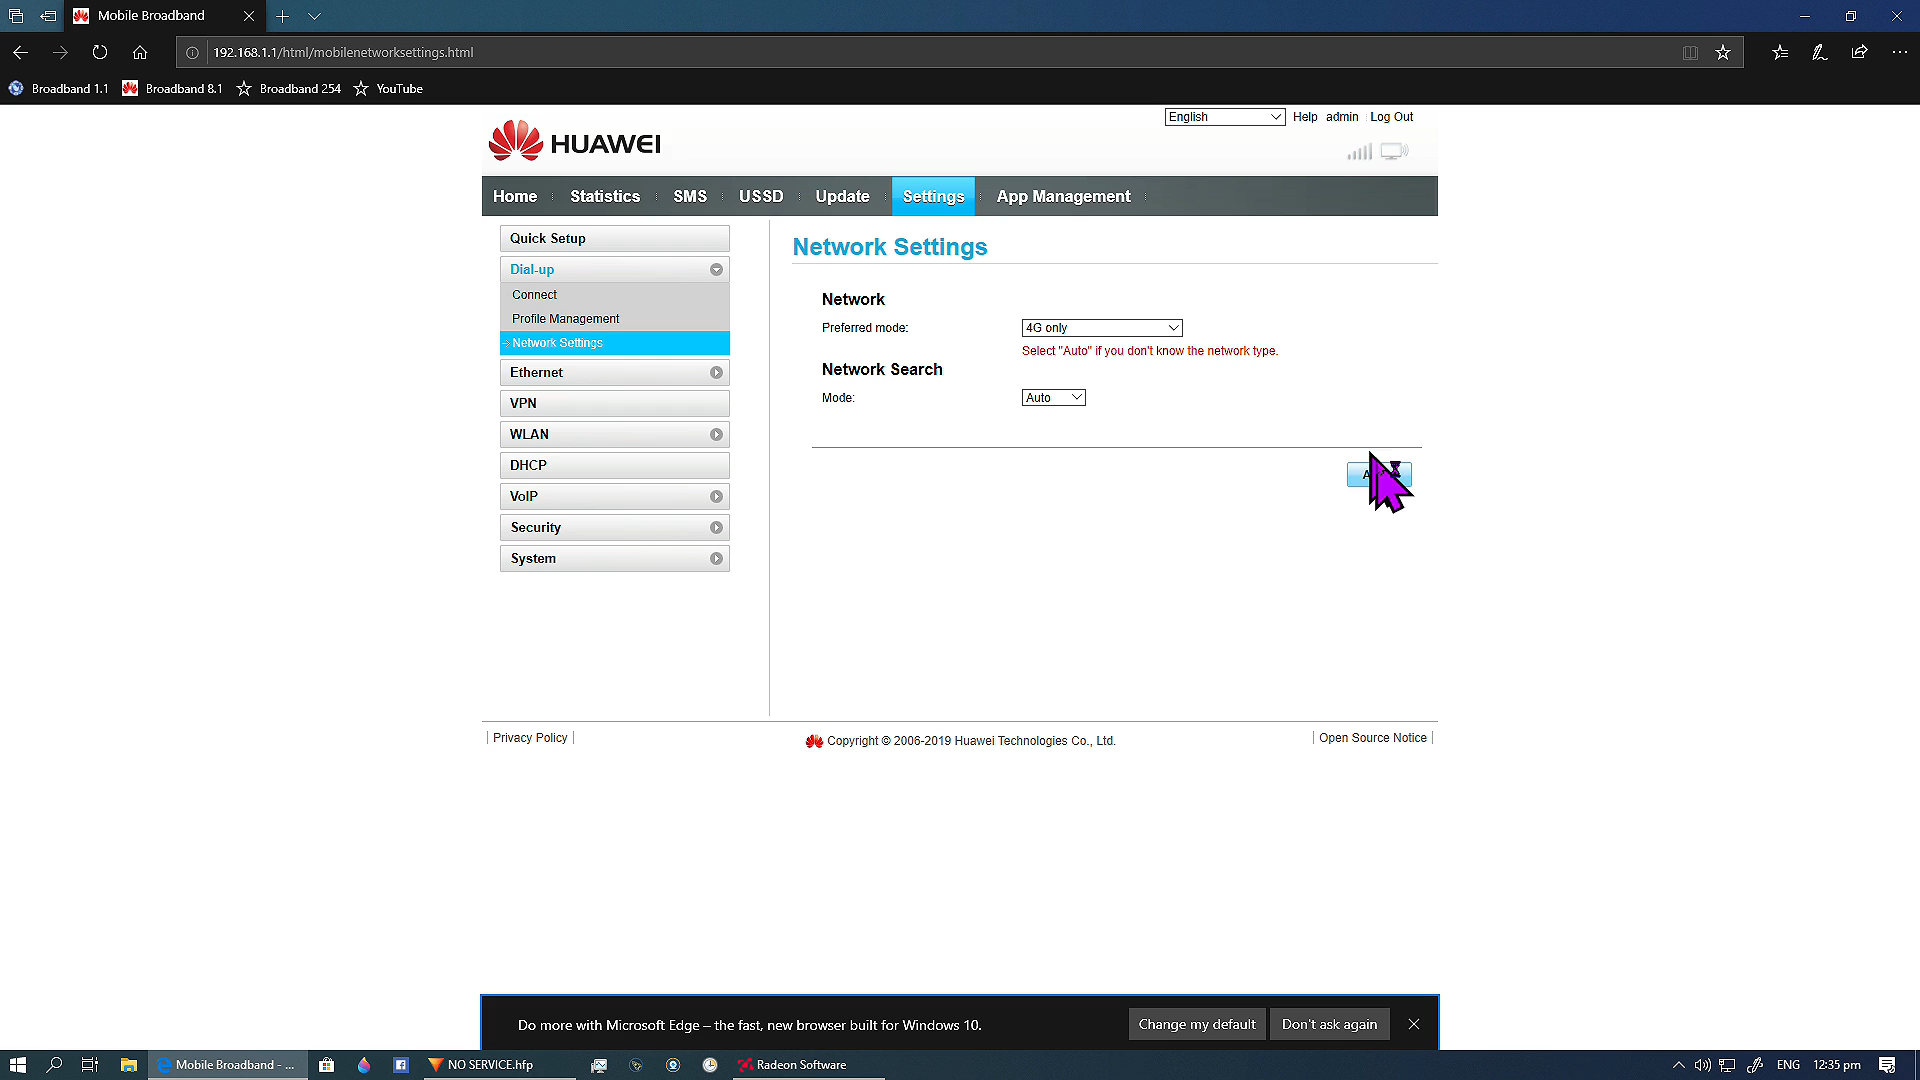 Mobile Broadband
192.168.1.1/html/mobilenetworksettings.html
Broadband 1.1 Broadband 8.1 Broadband 254 YouTube
English Help admin Log Out
HUAWEI
Home Statistics SMS USSD Update Settings App Management
Quick Setup
Dial-up
Connect
Profile Management
Network Settings
Ethernet
VPN
WLAN
DHCP
VoIP
Security
System
Network Settings
Network
Preferred mode: 4G only
Select "Auto" if you don't know the network type.
Network Search
Mode: Auto
Privacy Policy
Copyright © 2006-2019 Huawei Technologies Co., Ltd.
Open Source Notice
Do more with Microsoft Edge – the fast, new browser built for Windows 10. Change my default Don't ask again
Mobile Broadband - ... NO SERVICE.hfp Radeon Software ENG 12:35 pm